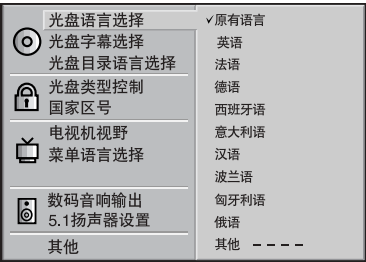 光盘语言选择
光盘字幕选择
光盘目录语言选择
光盘类型控制
国家区号
电视机视野
菜单语言选择
数码音响输出
5.1扬声器设置
其他
✓原有语言
英语
法语
德语
西班牙语
意大利语
汉语
波兰语
匈牙利语
俄语
其他 – – – –